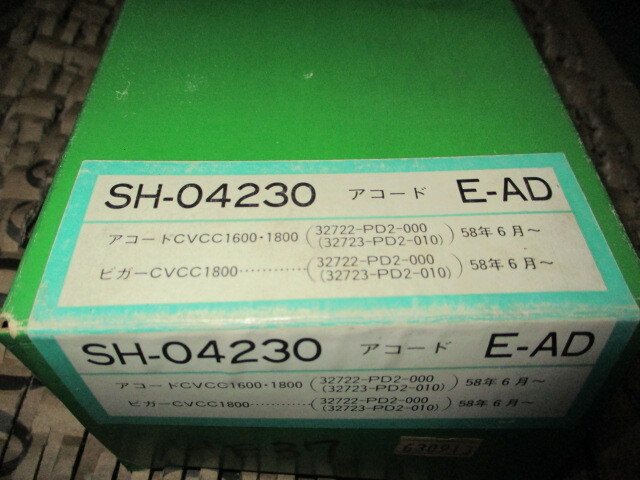 SH-04230 アコード E-AD
アコードCVCC1600・1800 (32722-PD2-000) 58年6月～
(32723-PD2-010)
ビガーCVCC1800………… (32722-PD2-000) 58年6月～
(32723-PD2-010)
SH-04230 アコード E-AD
アコードCVCC1600・1800 (32722-PD2-000) 58年6月～
(32723-PD2-010)
ビガーCVCC1800………… (32722-PD2-000) 58年6月～
(32723-PD2-010)